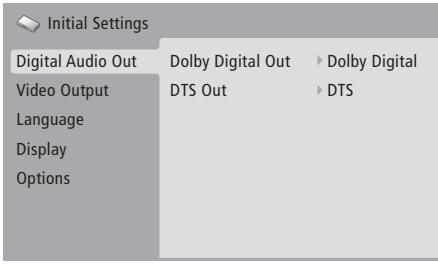 Initial Settings
Digital Audio Out
Dolby Digital Out
Dolby Digital
Video Output
DTS Out
DTS
Language
Display
Options